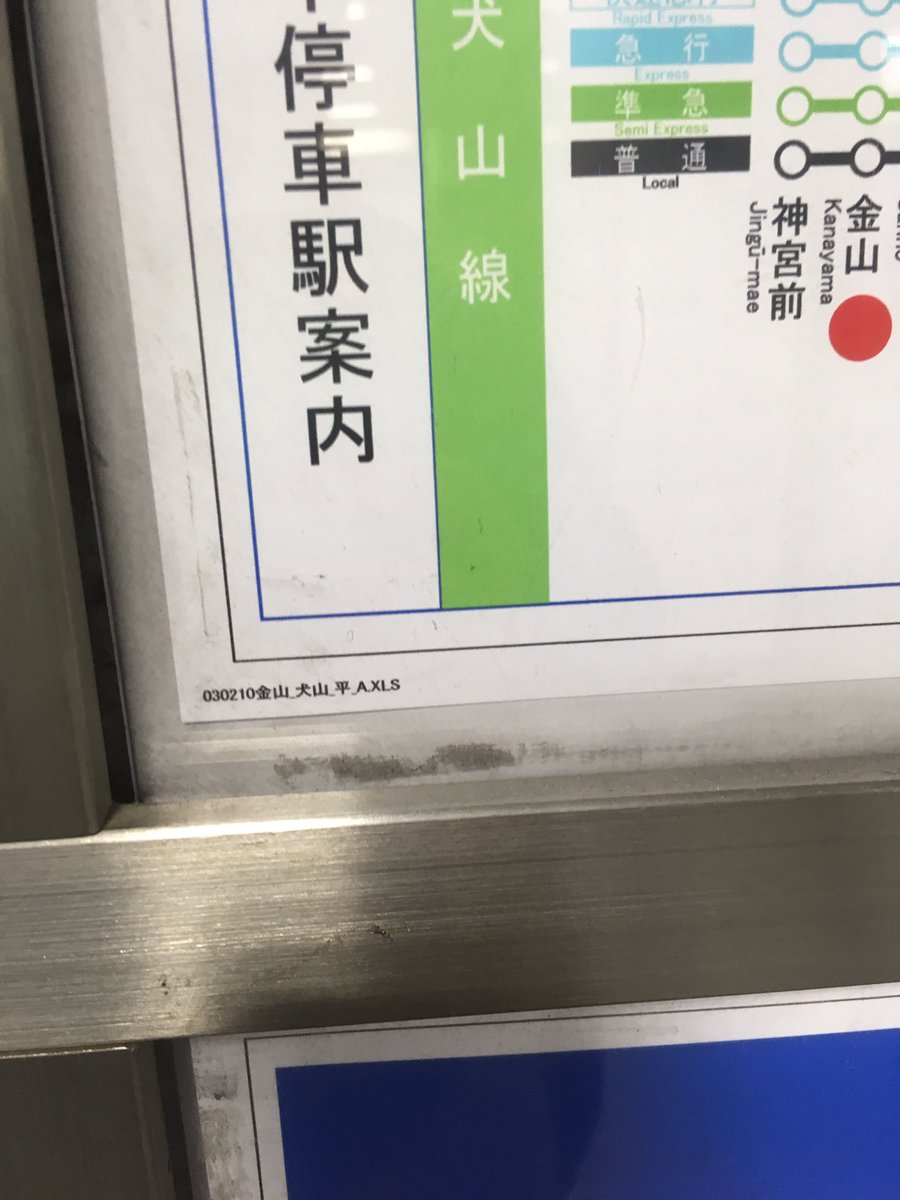 停車駅案内
犬山線
Rapid Express
急行
Express
準急
Semi Express
普通
Local
神宮前
Jingū-mae
金山
Kanayama
030210金山_犬山_平_A.XLS